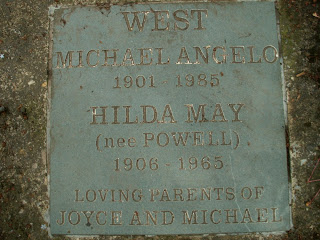 WEST
MICHAEL ANGELO
1901 - 1985
HILDA MAY
(nee POWELL)
1906 - 1965
LOVING PARENTS OF
JOYCE AND MICHAEL